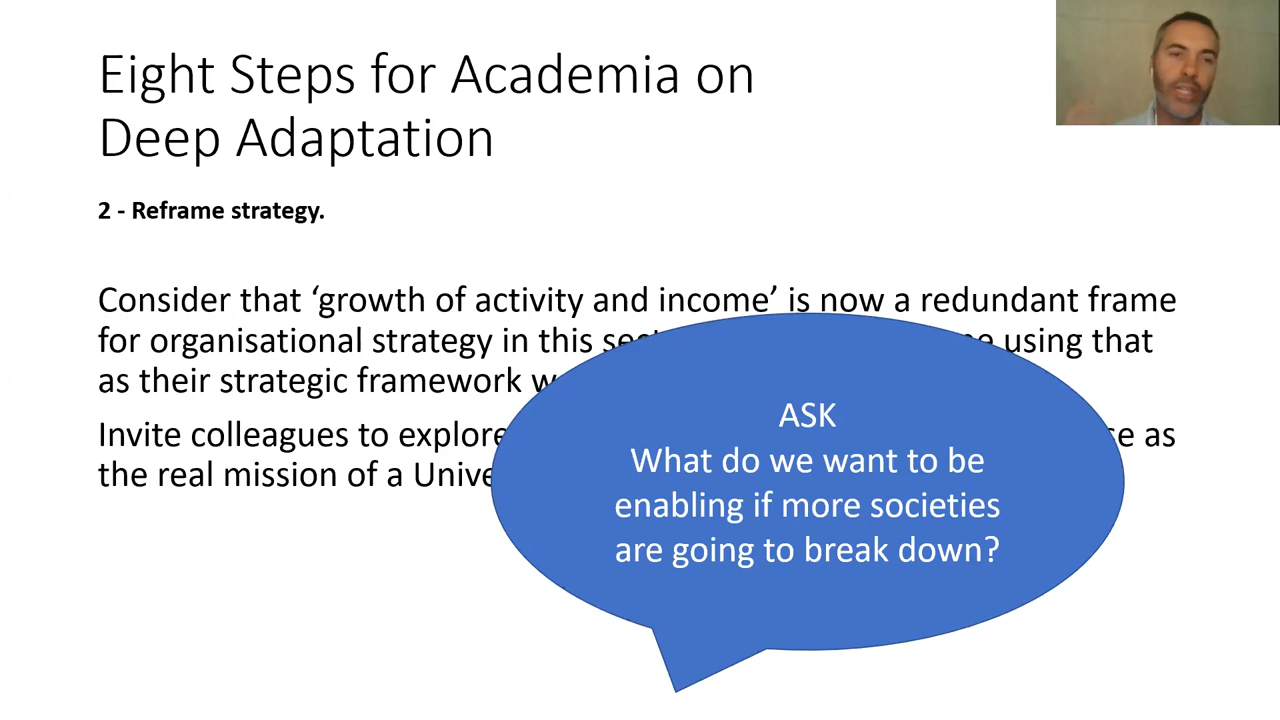 Eight Steps for Academia on
Deep Adaptation
2 - Reframe strategy.
Consider that ‘growth of activity and income’ is now a redundant frame
for organisational strategy in this using that
as their strategic framework
Invite colleagues to explore as
the real mission of a
ASK
What do we want to be
enabling if more societies
are going to break down?